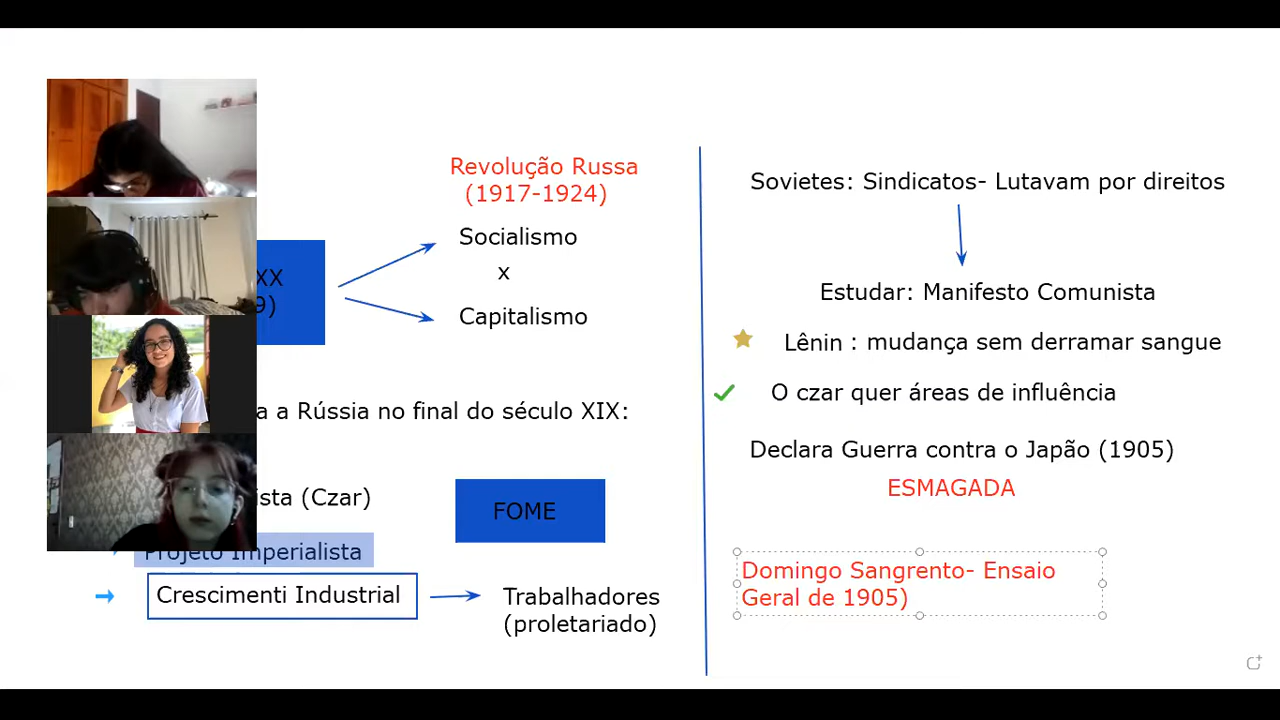 Revolução Russa
(1917-1924)
XX
9)
Socialismo
x
Capitalismo
a a Rússia no final do século XIX:
ista (Czar)
FOME
Projeto Imperialista
Crescimenti Industrial
Trabalhadores
(proletariado)
Sovietes: Sindicatos- Lutavam por direitos
Estudar: Manifesto Comunista
Lênin : mudança sem derramar sangue
O czar quer áreas de influência
Declara Guerra contra o Japão (1905)
ESMAGADA
Domingo Sangrento- Ensaio
Geral de 1905)